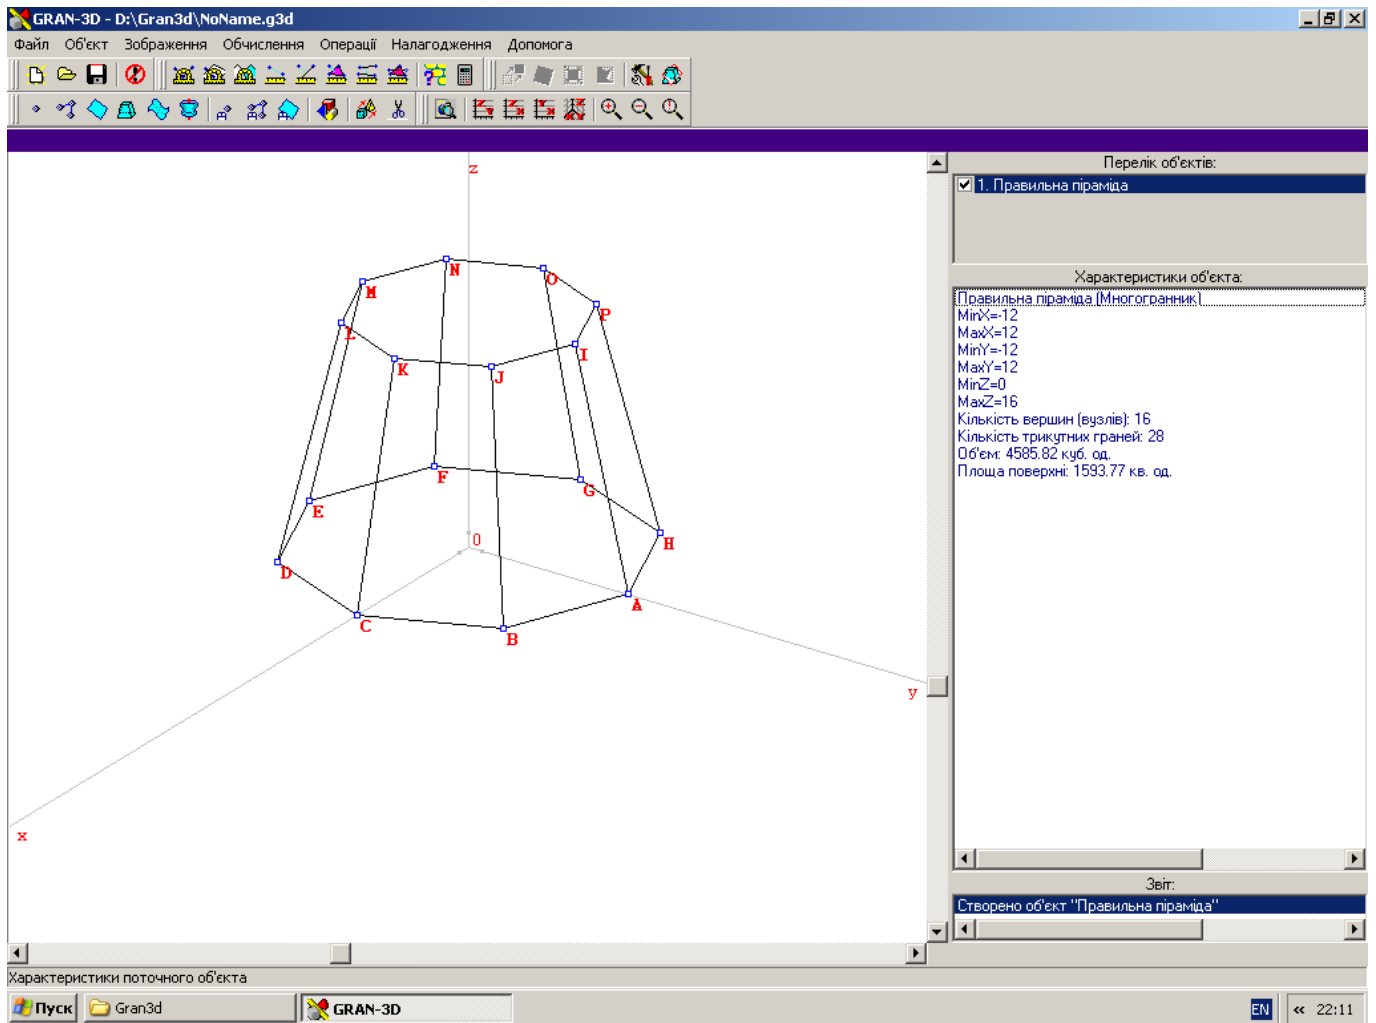 GRAN-3D - D:\Gran3d\NoName.g3d
Файл Об'єкт Зображення Обчислення Операції Налагодження Допомога
Перелік об'єктів:
1. Правильна піраміда
Характеристики об'єкта:
Правильна піраміда (Многогранник)
MinX=-12
MaxX=12
MinY=-12
MaxY=12
MinZ=0
MaxZ=16
Кількість вершин (вузлів): 16
Кількість трикутних граней: 28
Об'єм: 4585.82 куб. од.
Площа поверхні: 1593.77 кв. од.
z
N
O
M
P
L
I
K
J
F
G
E
0
H
D
A
C
B
y
x
Звіт:
Створено об'єкт "Правильна піраміда"
Характеристики поточного об'єкта
Пуск Gran3d GRAN-3D EN « 22:11